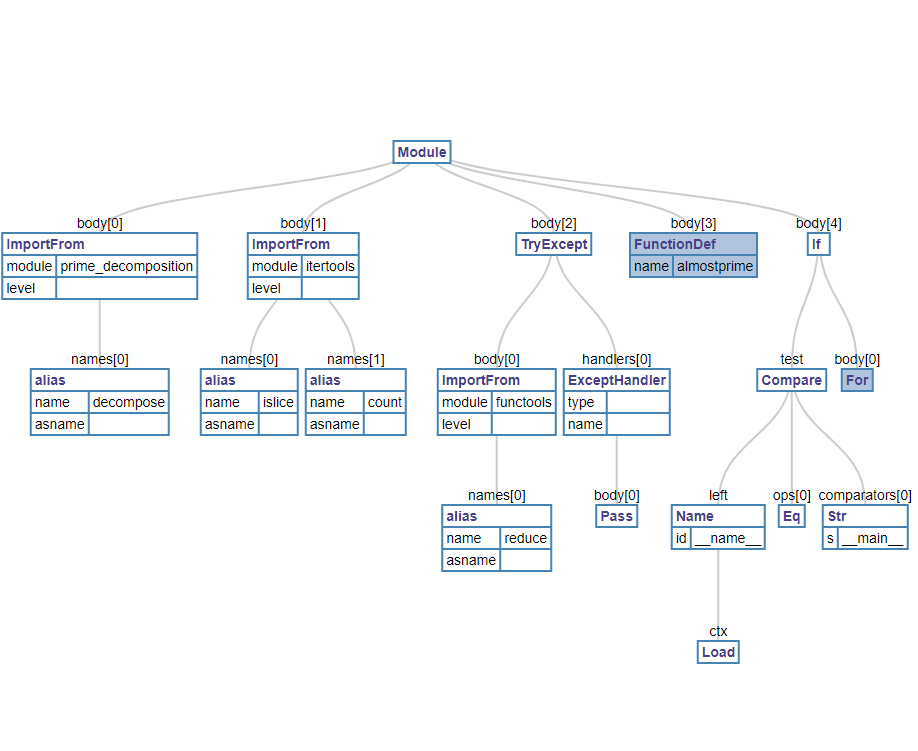 Module
body[0] body[1] body[2] body[3] body[4]
ImportFrom ImportFrom TryExcept FunctionDef If
module prime_decomposition module itertools name almostprime
level level
names[0] names[0] names[1] body[0] handlers[0] test body[0]
alias alias alias ImportFrom ExceptHandler Compare For
name decompose name islice name count module functools type
asname asname asname level name
names[0] body[0] left ops[0] comparators[0]
alias Pass Name Eq Str
name reduce id __name__ s __main__
asname
ctx
Load